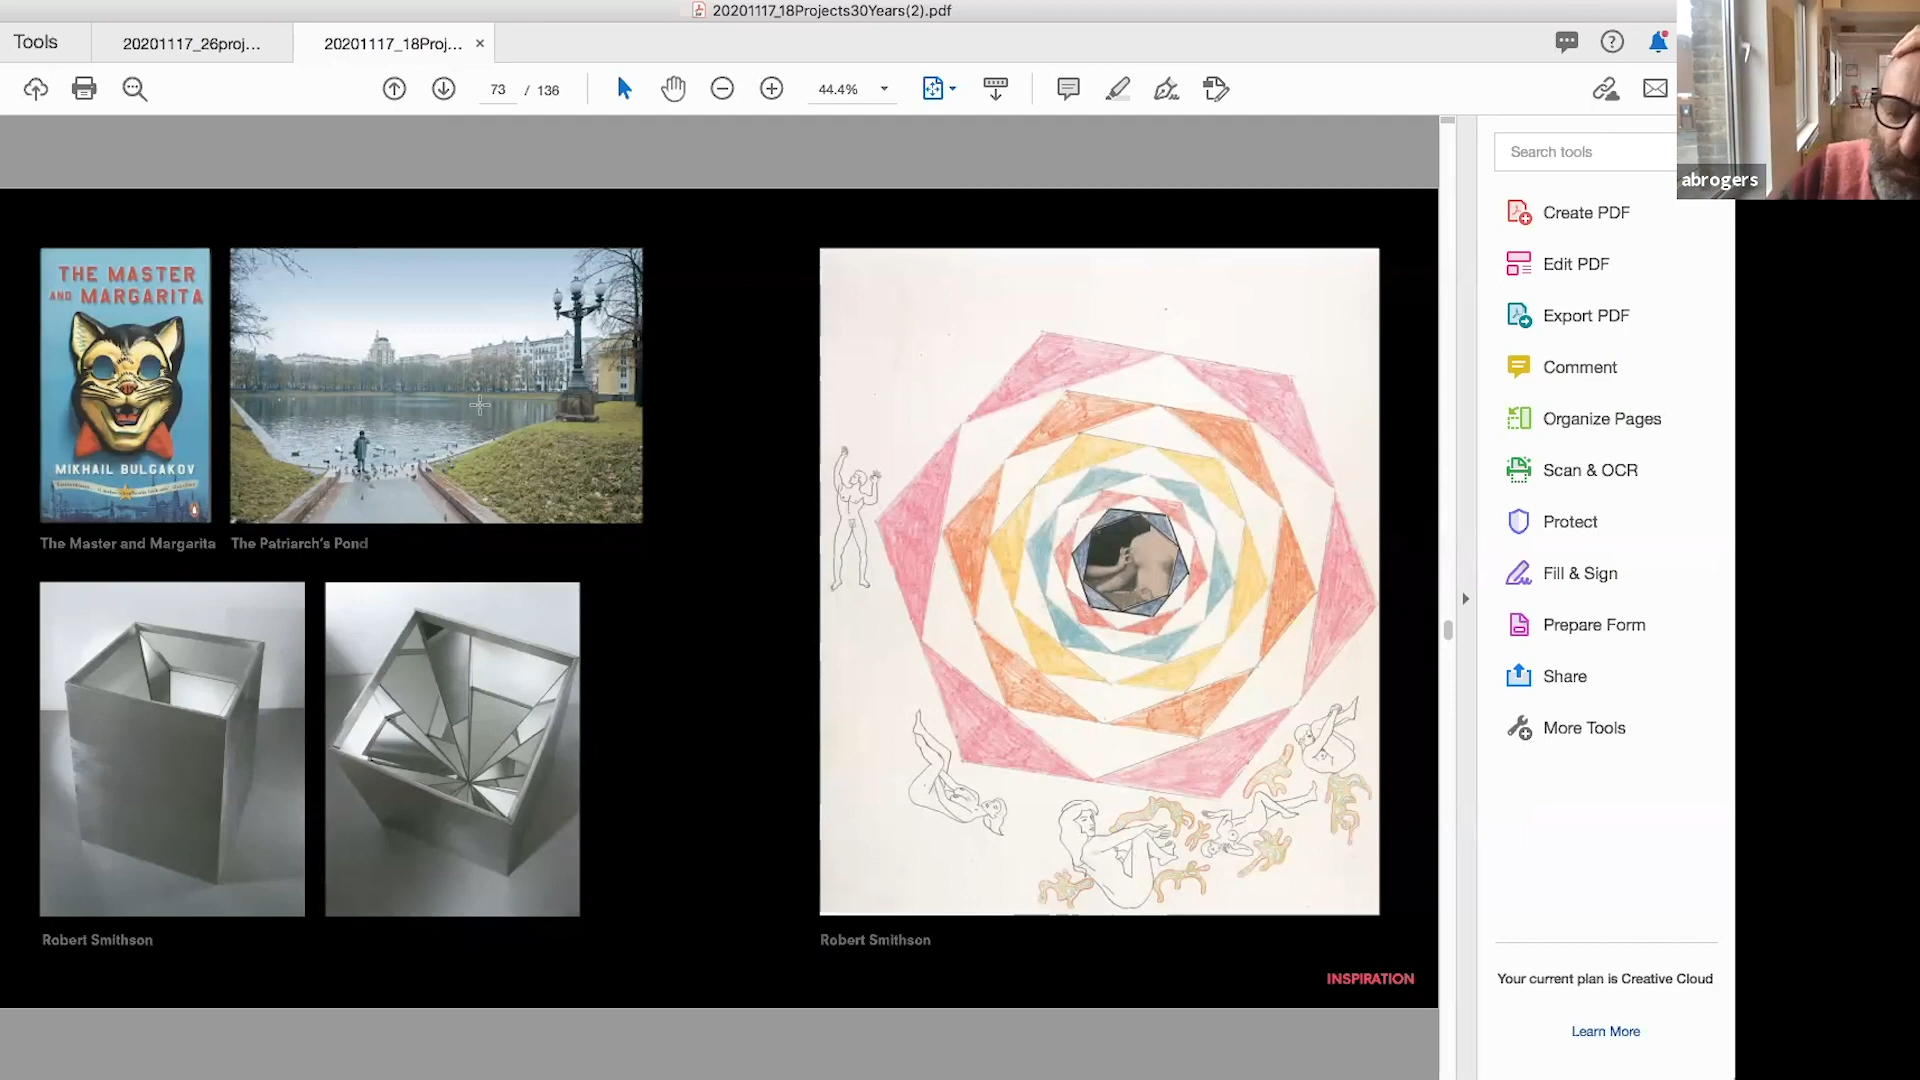 20201117_18Projects30Years(2).pdf
Tools
20201117_26proj...
20201117_18Proj...
73 / 136
44.4%
Search tools
abrogers
Create PDF
Edit PDF
Export PDF
Comment
Organize Pages
Scan & OCR
Protect
Fill & Sign
Prepare Form
Share
More Tools
Your current plan is Creative Cloud
Learn More
THE MASTER
AND MARGARITA
MIKHAIL BULGAKOV
The Master and Margarita
The Patriarch's Pond
Robert Smithson
Robert Smithson
INSPIRATION